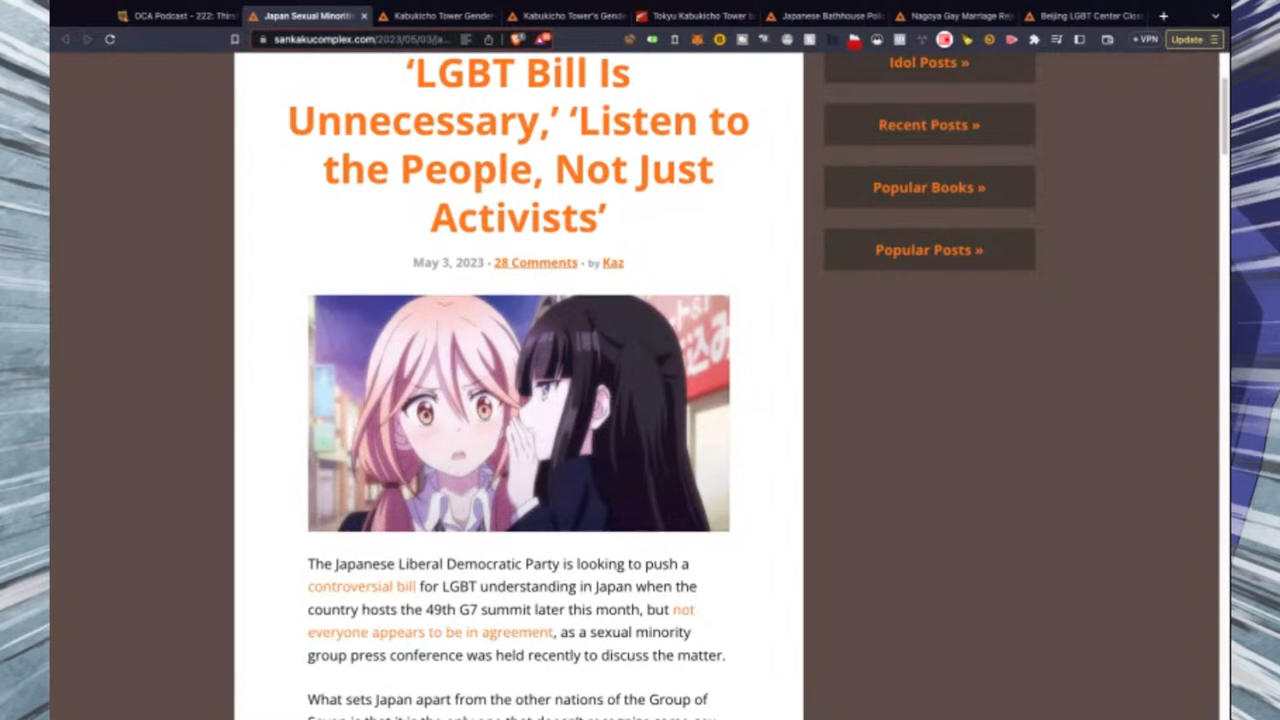 OCA Podcast - 222: Thirs
Japan Sexual Minoriti
Kabukicho Tower Gender
Kabukicho Tower's Gende
Tokyu Kabukicho Tower b
Japanese Bathhouse Poli
Nagoya Gay Marriage Rej
Beijing LGBT Center Clos
sankakucomplex.com/2023/05/03/ja...
VPN
Update
‘LGBT Bill Is
Unnecessary,’ ‘Listen to
the People, Not Just
Activists’
May 3, 2023 • 28 Comments • by Kaz
The Japanese Liberal Democratic Party is looking to push a
controversial bill for LGBT understanding in Japan when the
country hosts the 49th G7 summit later this month, but not
everyone appears to be in agreement, as a sexual minority
group press conference was held recently to discuss the matter.
What sets Japan apart from the other nations of the Group of
Idol Posts »
Recent Posts »
Popular Books »
Popular Posts »